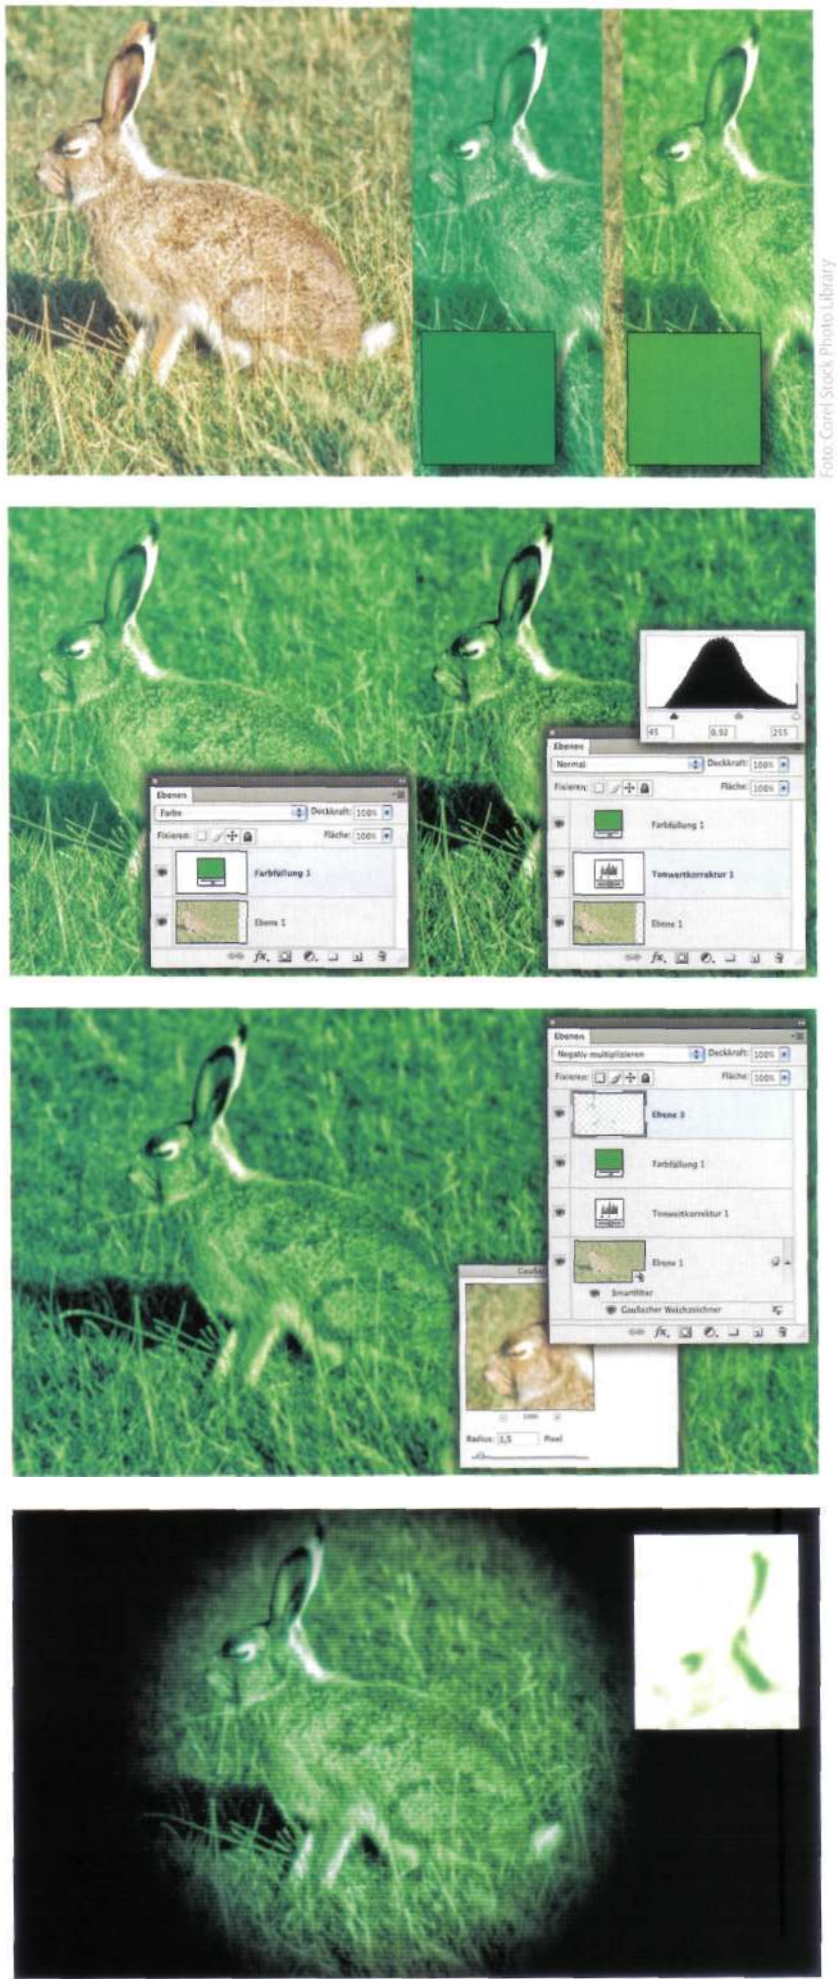 Foto: Corel Stock Photo Library
45 0,92 255
Ebenen
Normal Deckkraft: 100%
Fixieren: Fläche: 100%
Farbfüllung 1
Tonwertkorrektur 1
Ebene 1
fx.
Ebenen
Farbe Deckkraft: 100%
Fixieren: Fläche: 100%
Farbfüllung 1
Ebene 1
fx.
Ebenen
Negativ multiplizieren Deckkraft: 100%
Fixieren: Fläche: 100%
Ebene 3
Farbfüllung 1
Tonwertkorrektur 1
Ebene 1
Smartfilter
Gaußscher Weichzeichner
fx.
100%
Radius: 1,5 Pixel